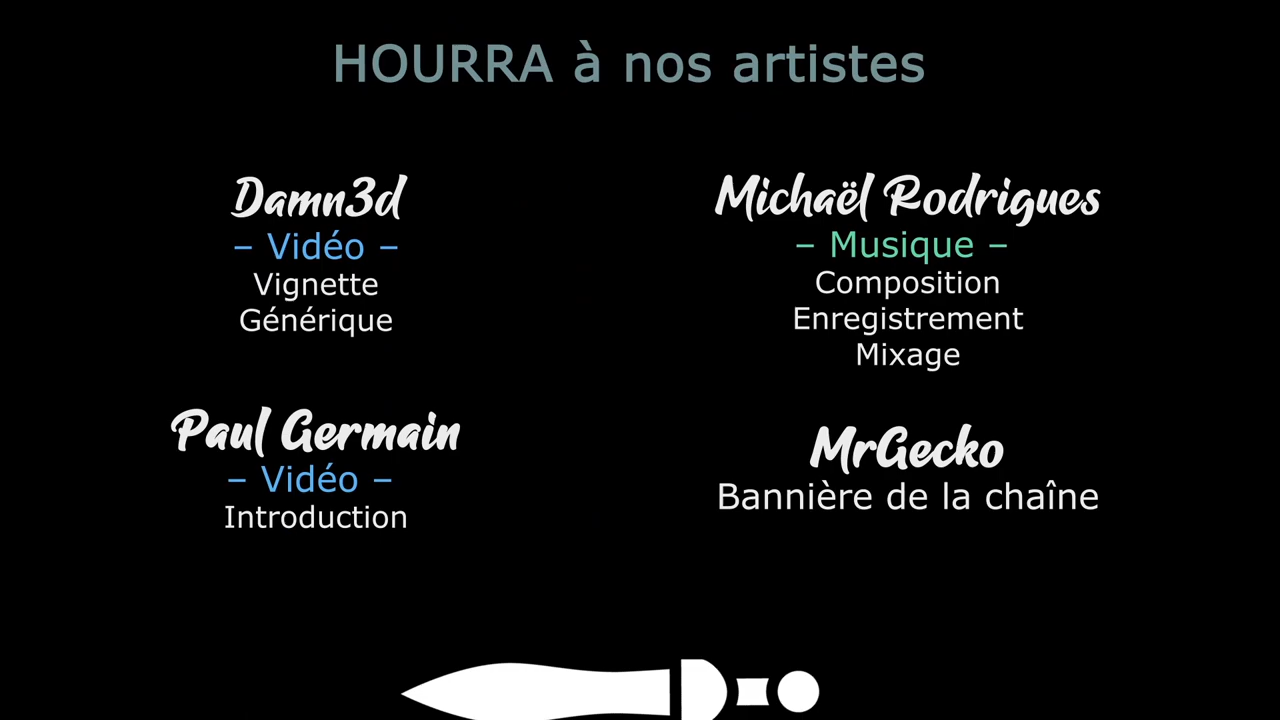 HOURRA à nos artistes
Damn3d
– Vidéo –
Vignette
Générique
Michaël Rodrigues
– Musique –
Composition
Enregistrement
Mixage
Paul Germain
– Vidéo –
Introduction
MrGecko
Bannière de la chaîne